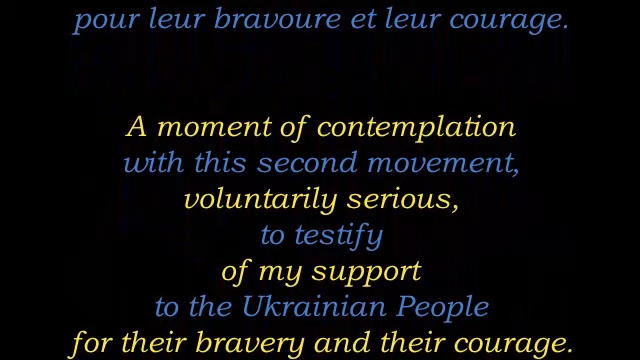 pour leur bravoure et leur courage.
A moment of contemplation
with this second movement,
voluntarily serious,
to testify
of my support
to the Ukrainian People
for their bravery and their courage.